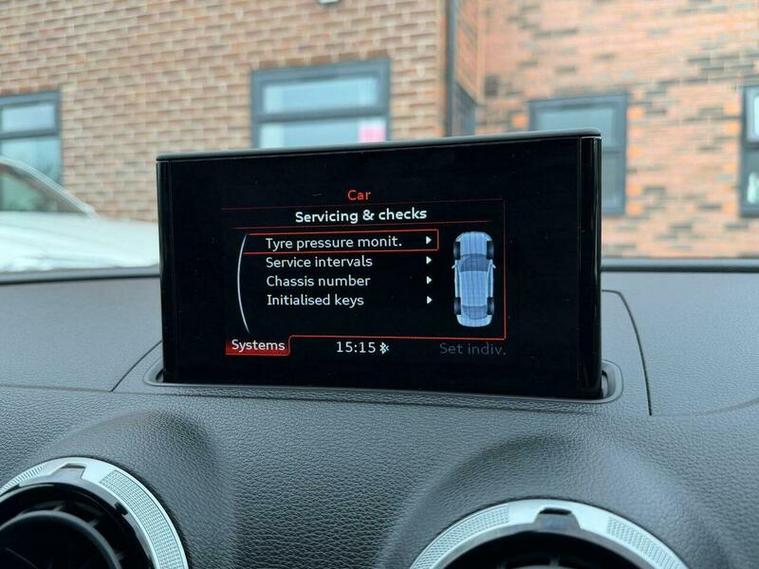 Car
Servicing & checks
Tyre pressure monit.
Service intervals
Chassis number
Initialised keys
Systems 15:15 Set indiv.